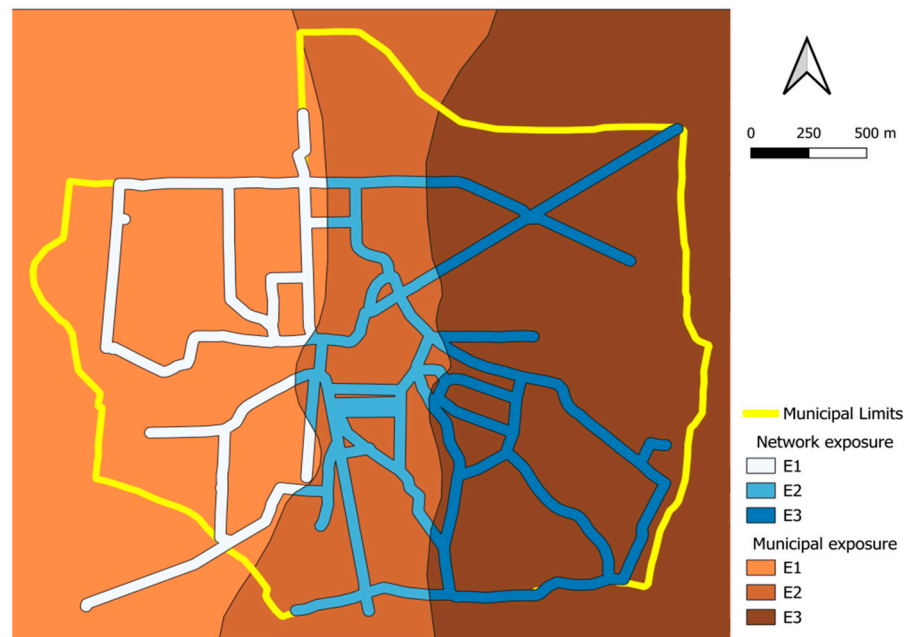 0 250 500 m
Municipal Limits
Network exposure
E1
E2
E3
Municipal exposure
E1
E2
E3